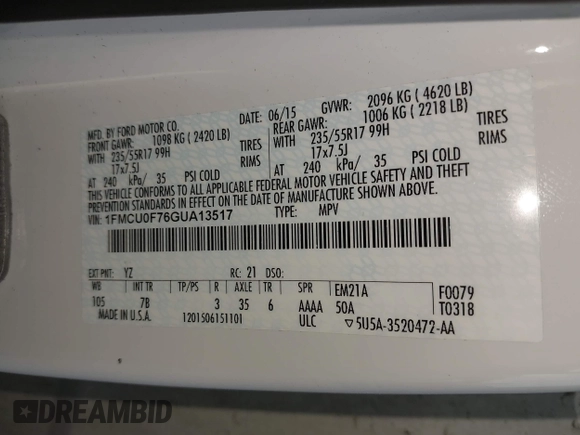 MFD. BY FORD MOTOR CO.
DATE: 06/15 GVWR: 2096 KG ( 4620 LB)
FRONT GAWR: 1098 KG ( 2420 LB) REAR GAWR: 1006 KG ( 2218 LB)
WITH 235/55R17 99H TIRES WITH 235/55R17 99H TIRES
17x7.5J RIMS 17x7.5J RIMS
AT 240 kPa/ 35 PSI COLD AT 240 kPa/ 35 PSI COLD
THIS VEHICLE CONFORMS TO ALL APPLICABLE FEDERAL MOTOR VEHICLE SAFETY AND THEFT
PREVENTION STANDARDS IN EFFECT ON THE DATE OF MANUFACTURE SHOWN ABOVE.
VIN: 1FMCU0F76GUA13517 TYPE: MPV
EXT PNT: YZ RC: 21 DSO:
WB INT TR TP/PS R AXLE TR SPR EM21A F0079
105 7B 3 35 6 AAAA 50A T0318
MADE IN U.S.A. 1201506151101 ULC ▽5U5A-3520472-AA
DREAMBID